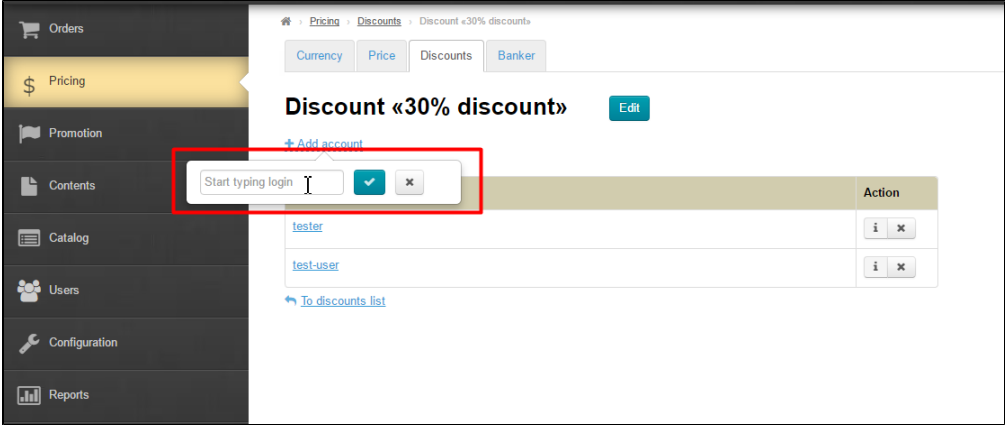 Orders
Pricing
Promotion
Contents
Catalog
Users
Configuration
Reports
› Pricing › Discounts › Discount «30% discount»
Currency Price Discounts Banker
Discount «30% discount» Edit
+ Add account
Start typing login
Action
tester
i ×
test-user
i ×
To discounts list